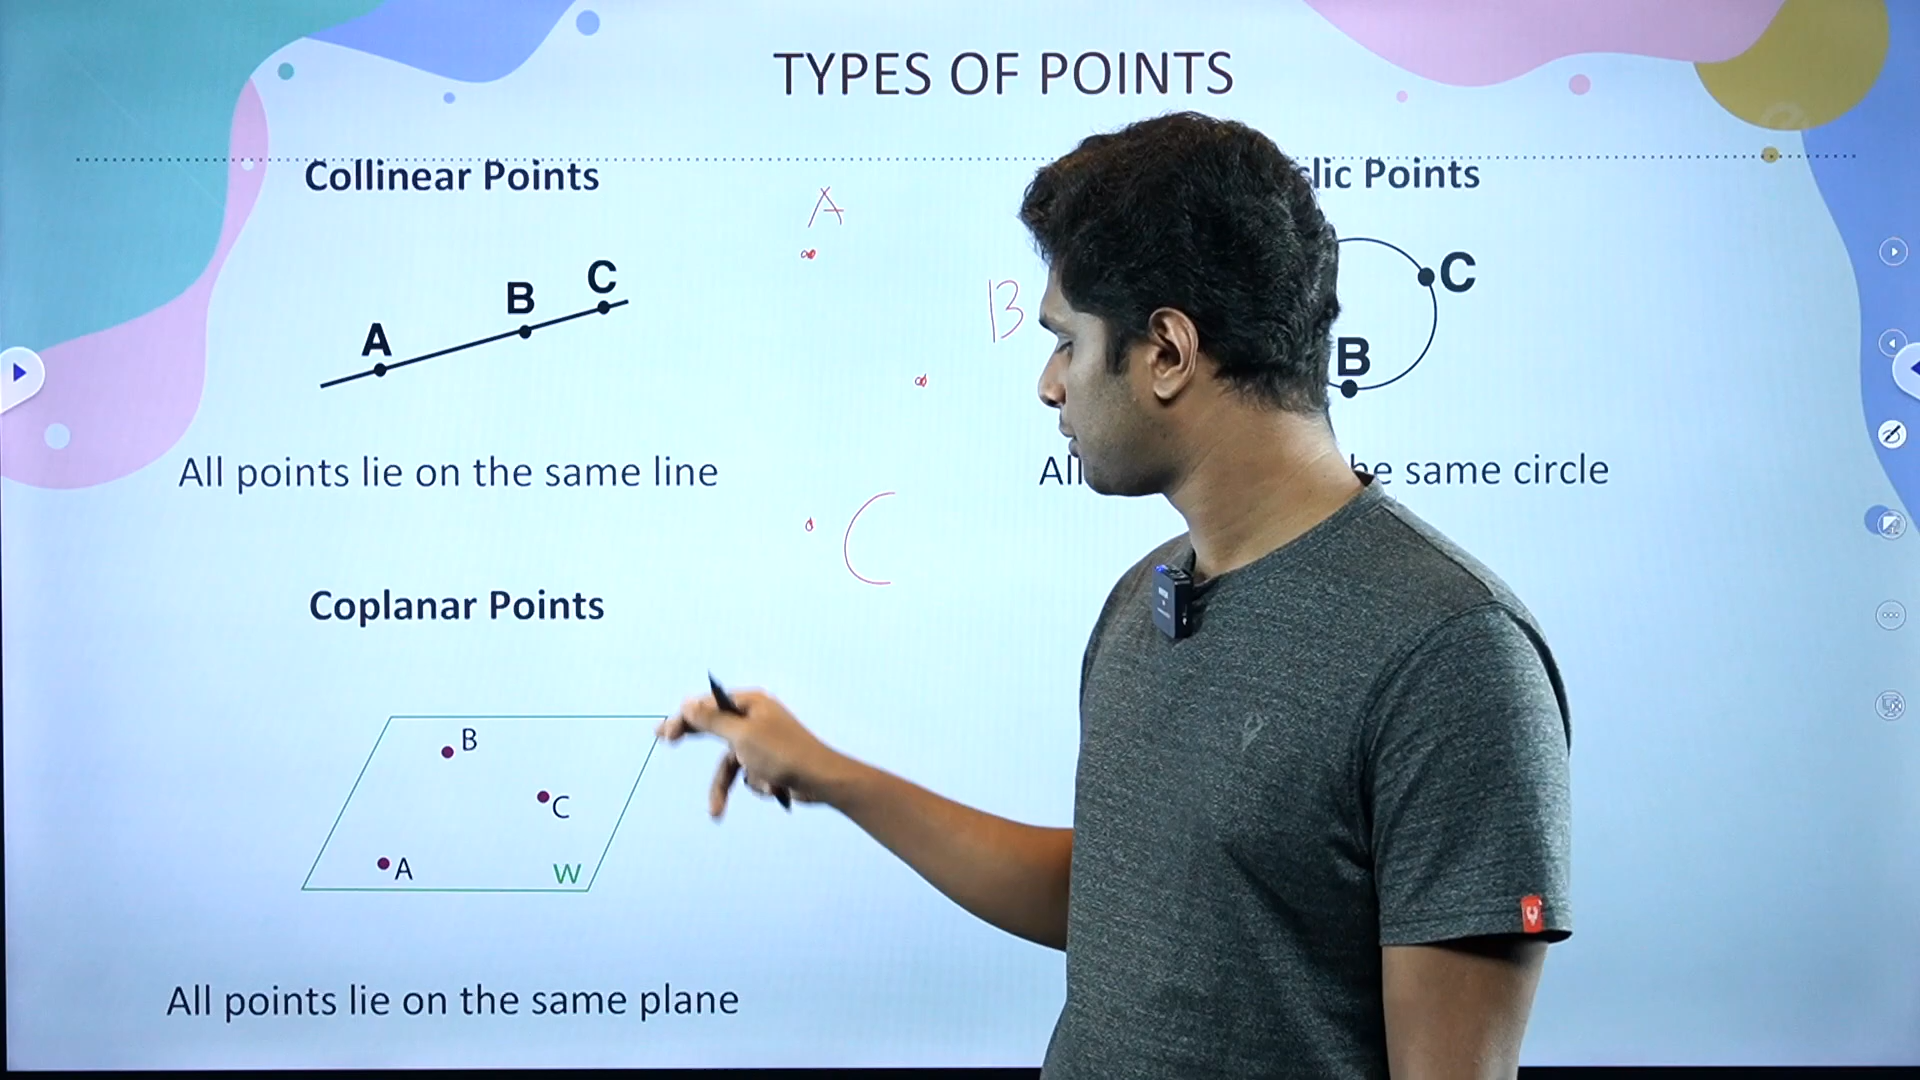 TYPES OF POINTS
Collinear Points
A
B
C
All points lie on the same line
A
B
C
Points
C
B
All
same circle
Coplanar Points
B
C
A
W
All points lie on the same plane